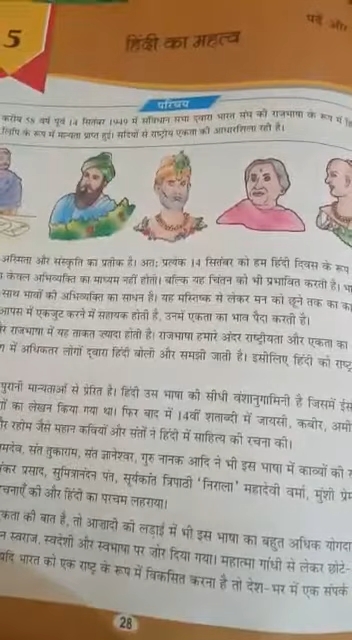 पढ़ें और
5
हिंदी का महत्व
परिचय
करीब 58 वर्ष पूर्व 14 सितंबर 1949 में संविधान सभा द्वारा भारत संघ की राजभाषा के रूप में
लिपि के रूप में मान्यता प्राप्त हुई। सदियों से राष्ट्रीय एकता की आधारशिला रही है।
अस्मिता और संस्कृति का प्रतीक है। अतः प्रत्येक 14 सितंबर को हम हिंदी दिवस के रूप
केवल अभिव्यक्ति का माध्यम नहीं होती। बल्कि यह चिंतन को भी प्रभावित करती है।
साथ भावों की अभिव्यक्ति का साधन है। यह मस्तिष्क से लेकर मन को छूने तक का
आपस में एकजुट करने में सहायक होती है, उनमें एकता का भाव पैदा करती है।
राजभाषा में यह ताकत ज्यादा होती है। राजभाषा हमारे अंदर राष्ट्रीयता और एकता का
में अधिकतर लोगों द्वारा हिंदी बोली और समझी जाती है। इसीलिए हिंदी को
पुरानी मान्यताओं से प्रेरित है। हिंदी उस भाषा की सीधी वंशानुगामिनी है जिसमें
का लेखन किया गया था। फिर बाद में 14वीं शताब्दी में जायसी, कबीर,
रहीम जैसे महान कवियों और संतों ने हिंदी में साहित्य की रचना की।
संत तुकाराम, संत ज्ञानेश्वर, गुरु नानक आदि ने भी इस भाषा में काव्यों की
प्रसाद, सुमित्रानंदन पंत, सूर्यकांत त्रिपाठी 'निराला' महादेवी वर्मा, मुंशी
की और हिंदी का परचम लहराया।
की बात है, तो आज़ादी की लड़ाई में भी इस भाषा का बहुत अधिक
स्वराज, स्वदेशी और स्वभाषा पर ज़ोर दिया गया। महात्मा गांधी से लेकर छोटे-
यदि भारत को एक राष्ट्र के रूप में विकसित करना है तो देश-भर में एक संपर्क
28